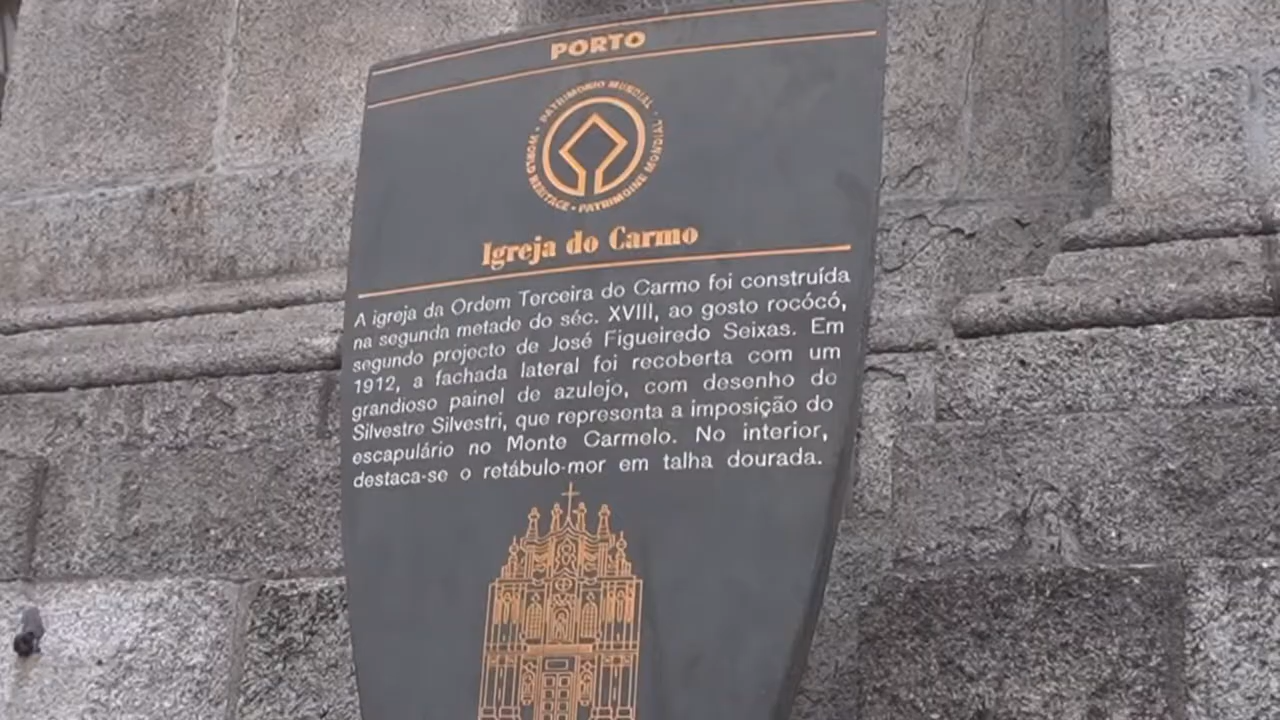 PORTO
PATRIMONIO MUNDIAL · WORLD HERITAGE · PATRIMOINE MONDIAL ·
Igreja do Carmo
A igreja da Ordem Terceira do Carmo foi construída
na segunda metade do séc. XVIII, ao gosto rocócó,
segundo projecto de José Figueiredo Seixas. Em
1912, a fachada lateral foi recoberta com um
grandioso painel de azulejo, com desenho de
Silvestre Silvestri, que representa a imposição do
escapulário no Monte Carmelo. No interior,
destaca-se o retábulo-mor em talha dourada.